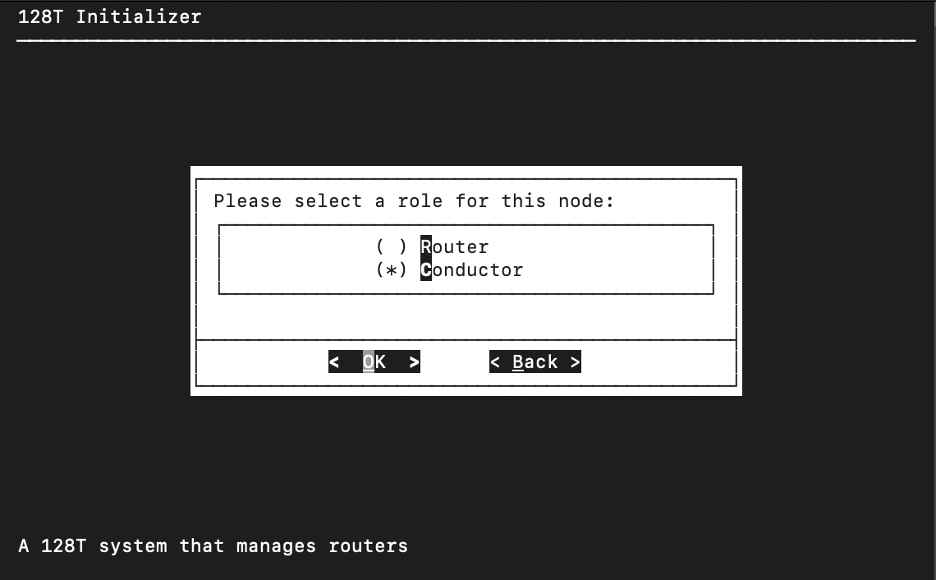 128T Initializer
Please select a role for this node:
( ) Router
(*) Conductor
<  OK  > < Back >
A 128T system that manages routers